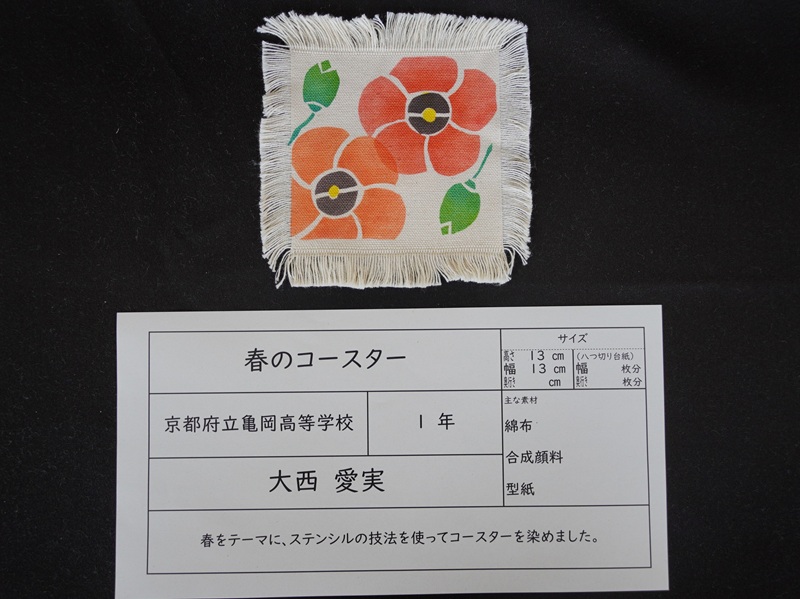 春のコースター
サイズ
高さ 13 cm
幅 13 cm
奥行き cm
(八つ切り台紙)
幅 枚分
奥行き 枚分
京都府立亀岡高等学校
1 年
主な素材
綿布
合成顔料
型紙
大西 愛実
春をテーマに、ステンシルの技法を使ってコースターを染めました。